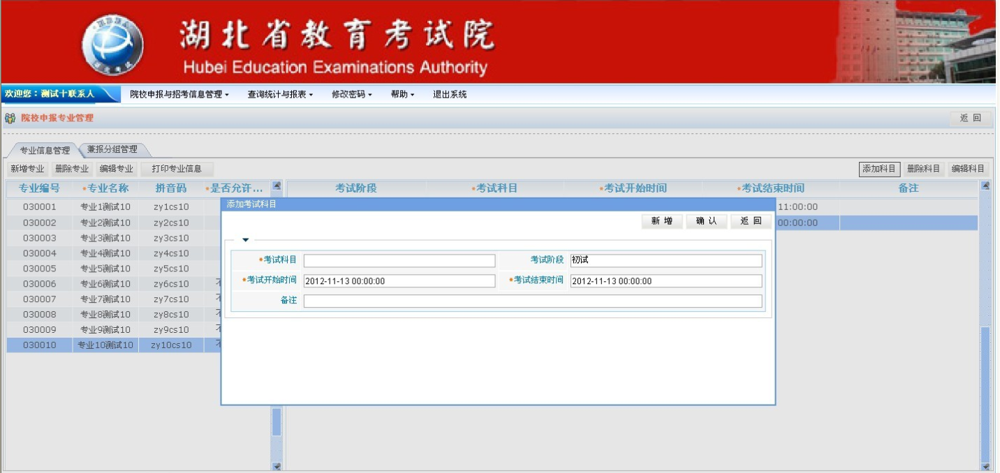 湖北省教育考试院
Hubei Education Examinations Authority
欢迎您：测试十联系人 院校申报与招考信息管理 查询统计与报表 修改密码 帮助 退出系统
院校申报专业管理 返 回
专业信息管理 兼报分组管理
新增专业 删除专业 编辑专业 打印专业信息 添加科目 删除科目 编辑科目
专业编号 *专业名称 拼音码 *是否允许... 考试阶段 *考试科目 *考试开始时间 *考试结束时间 备注
添加考试科目
030001 专业1测试10 zy1cs10 11:00:00
新 增 确 认 返 回
030002 专业2测试10 zy2cs10 00:00:00
030003 专业3测试10 zy3cs10
030004 专业4测试10 zy4cs10
*考试科目 考试阶段 初试
030005 专业5测试10 zy5cs10
*考试开始时间 2012-11-13 00:00:00 *考试结束时间 2012-11-13 00:00:00
030006 专业6测试10 zy6cs10
备注
030007 专业7测试10 zy7cs10
030008 专业8测试10 zy8cs10
030009 专业9测试10 zy9cs10
030010 专业10测试10 zy10cs10